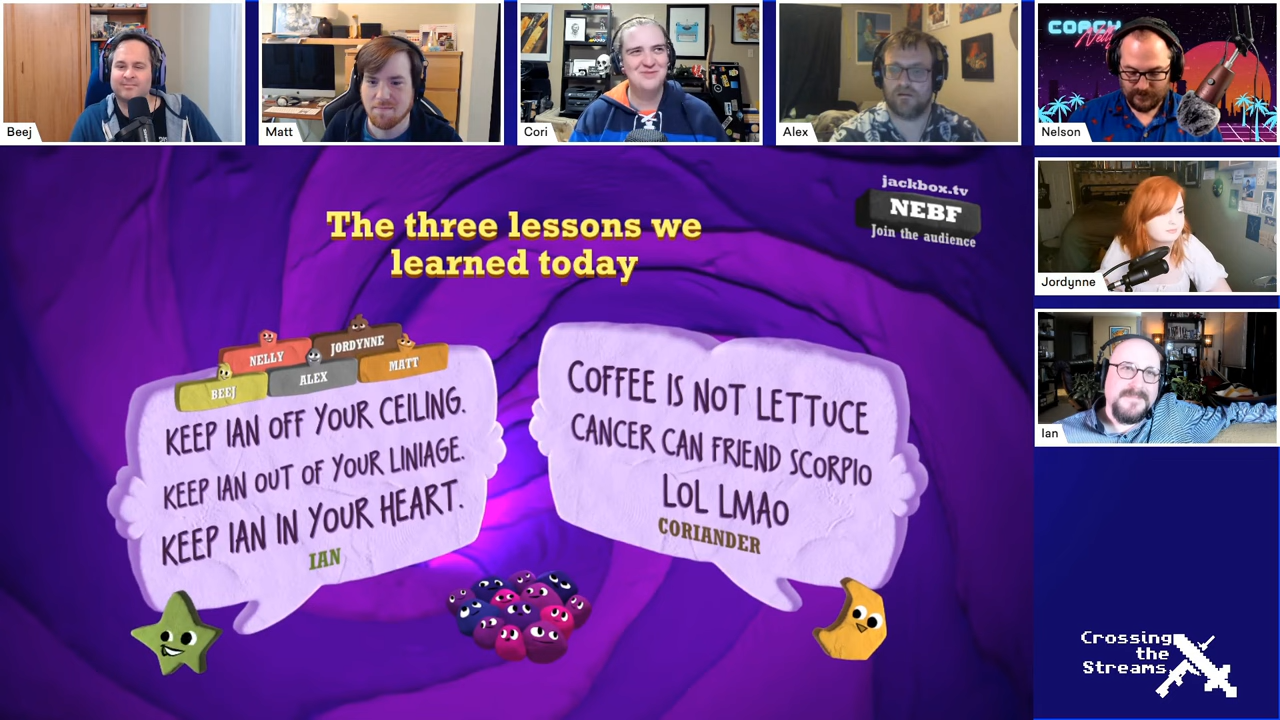 Beej
Matt
Cori
Alex
COACH
Nelly
Nelson
jackbox.tv
NEBF
Join the audience
The three lessons we
learned today
NELLY
JORDYNNE
BEEJ
ALEX
MATT
KEEP IAN OFF YOUR CEILING.
KEEP IAN OUT OF YOUR LINIAGE.
KEEP IAN IN YOUR HEART.
IAN
COFFEE IS NOT LETTUCE
CANCER CAN FRIEND SCORPIO
LOL LMAO
CORIANDER
Jordynne
Ian
Crossing
the
Streams